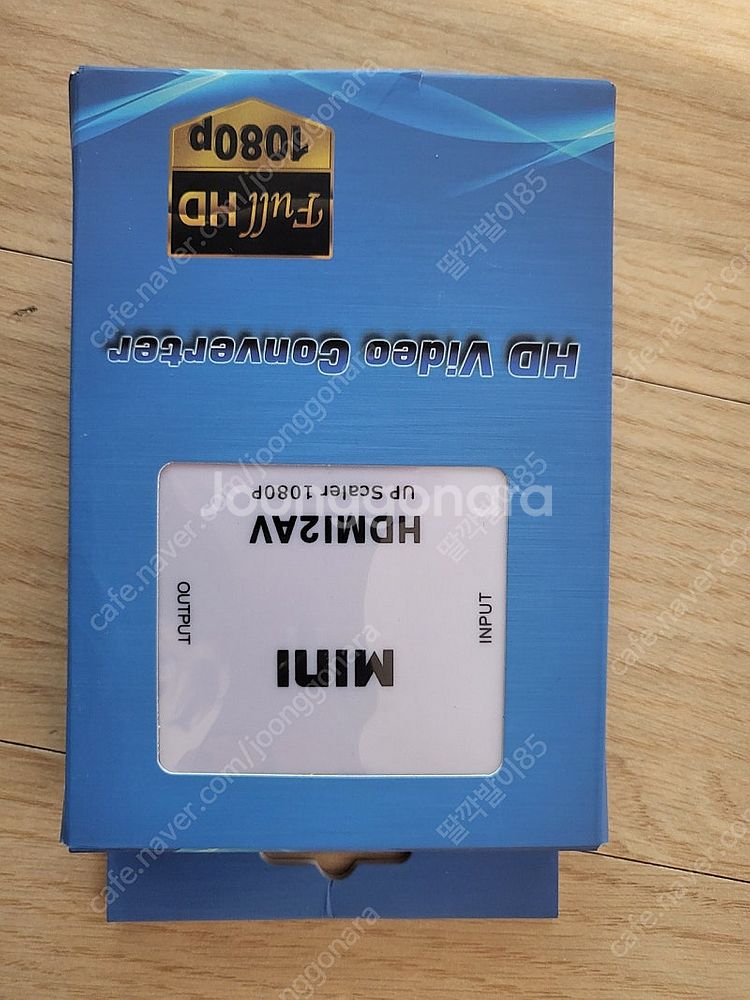 Full HD
1080p
HD Video Converter
MINI
HDMI2AV
UP Scaler 1080P
INPUT
OUTPUT
Joonggonara
cafe.naver.com/joonggonara
딸깍발이85